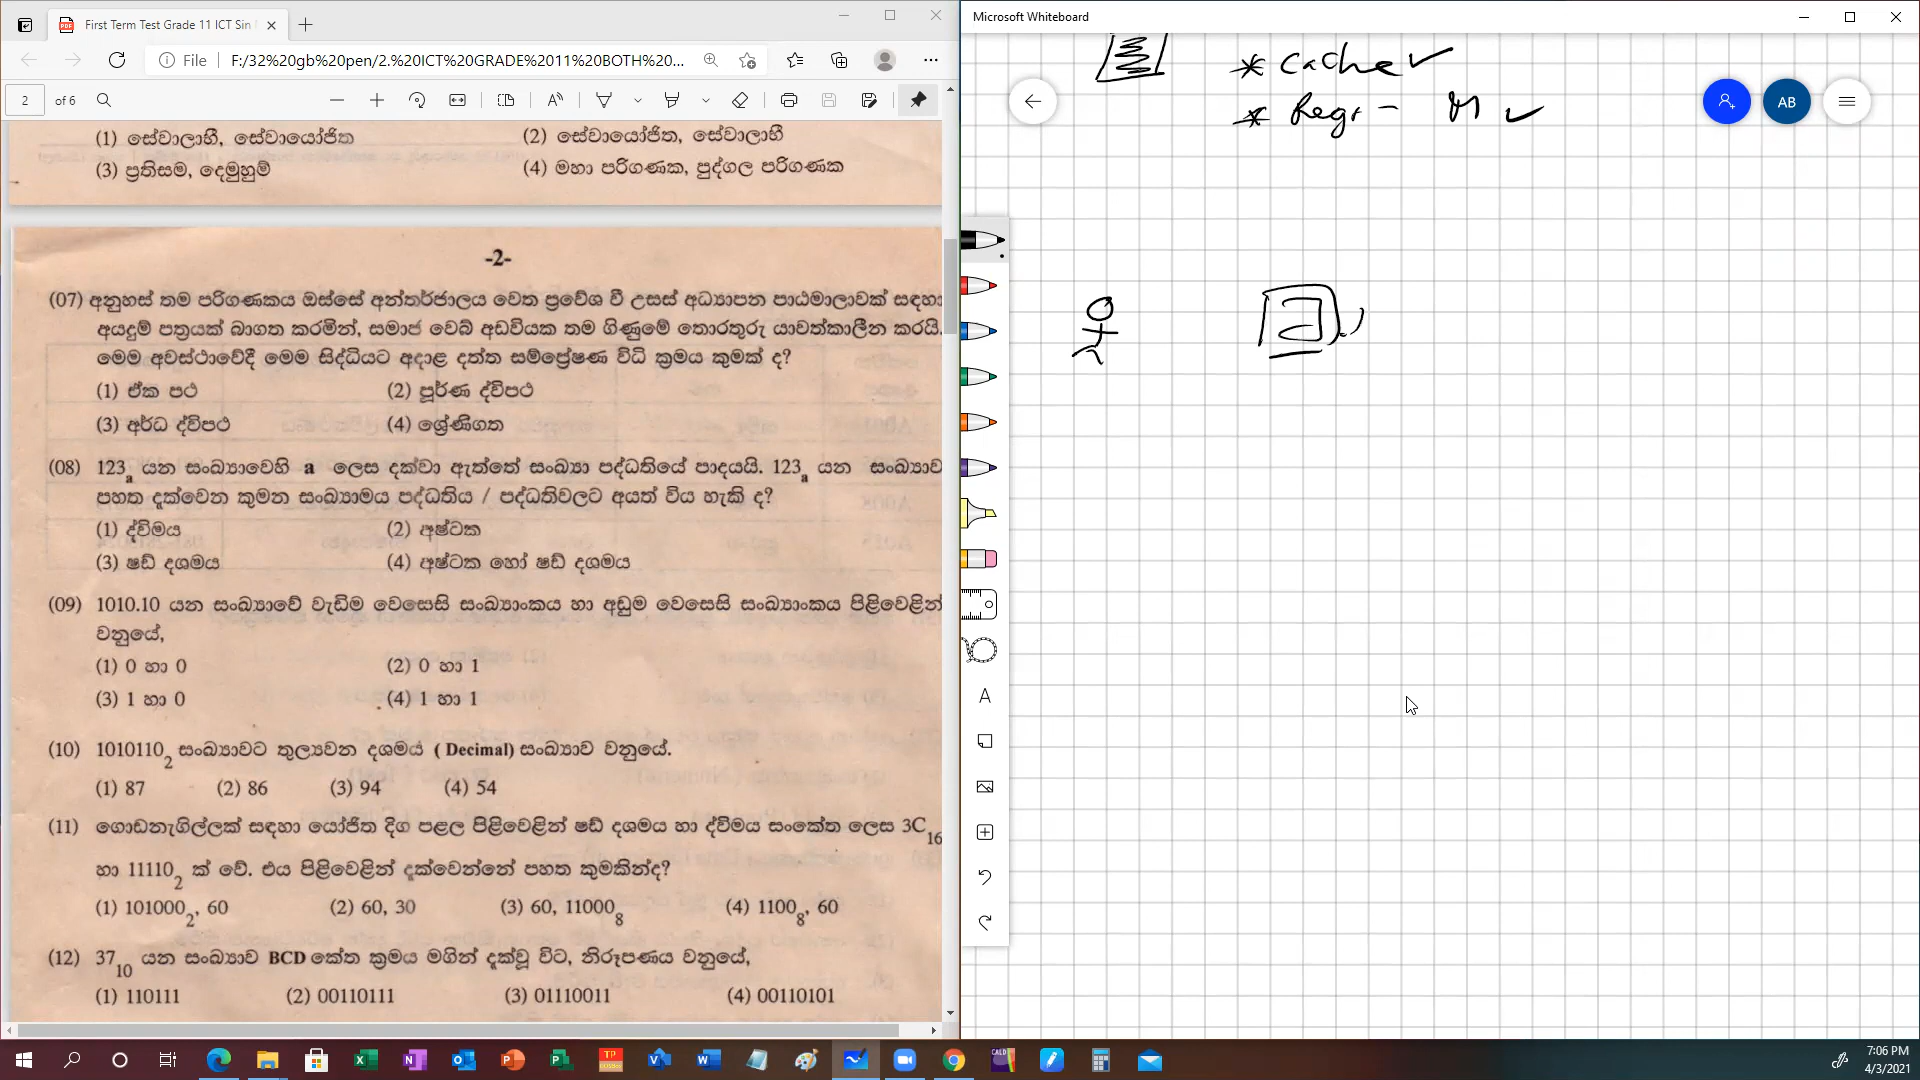 First Term Test Grade 11 ICT Sin
Microsoft Whiteboard
File F:/32%20gb%20pen/2.%20ICT%20GRADE%2011%20BOTH%20...
2 of 6
* Cache ✓
AB
(1) සේවාලාභී, සේවායෝජිත (2) සේවායෝජිත, සේවාලාභී
(3) ප්‍රතිසම, දෙමුහුම් (4) මහා පරිගණක, පුද්ගල පරිගණක
-2-
(07) අනුහස් තම පරිගණකය ඔස්සේ අන්තර්ජාලය වෙත ප්‍රවේශ වී උසස් අධ්‍යාපන පාඨමාලාවක් සඳහා
අයදුම් පත්‍රයක් බාගත කරමින්, සමාජ වෙබ් අඩවියක තම ගිණුමේ තොරතුරු යාවත්කාලීන කරයි.
මෙම අවස්ථාවේදී මෙම සිද්ධියට අදාළ දත්ත සම්ප්‍රේෂණ විධි ක්‍රමය කුමක් ද?
(1) ඒක පථ (2) පූර්ණ ද්විපථ
(3) අර්ධ ද්විපථ (4) ශ්‍රේණිගත
(08) 123a යන සංඛ්‍යාවෙහි a ලෙස දක්වා ඇත්තේ සංඛ්‍යා පද්ධතියේ පාදයයි. 123a යන සංඛ්‍යාව
පහත දැක්වෙන කුමන සංඛ්‍යාමය පද්ධතිය / පද්ධතිවලට අයත් විය හැකි ද?
(1) ද්විමය (2) අෂ්ටක
(3) ෂඩ් දශමය (4) අෂ්ටක හෝ ෂඩ් දශමය
(09) 1010.10 යන සංඛ්‍යාවේ වැඩිම වෙසෙසි සංඛ්‍යාංකය හා අඩුම වෙසෙසි සංඛ්‍යාංකය පිළිවෙළින්
වනුයේ,
(1) 0 හා 0 (2) 0 හා 1
(3) 1 හා 0 (4) 1 හා 1
(10) 1010110₂ සංඛ්‍යාවට තුල්‍යවන දශමය ( Decimal) සංඛ්‍යාව වනුයේ.
(1) 87 (2) 86 (3) 94 (4) 54
(11) ගොඩනැගිල්ලක් සඳහා යෝජිත දිග පළල පිළිවෙළින් ෂඩ් දශමය හා ද්විමය සංකේත ලෙස 3C₁₆
හා 11110₂ ක් වේ. එය පිළිවෙළින් දැක්වෙන්නේ පහත කුමකින්ද?
(1) 101000₂, 60 (2) 60, 30 (3) 60, 11000₈ (4) 1100₈, 60
(12) 37₁₀ යන සංඛ්‍යාව BCD කේත ක්‍රමය මගින් දැක්වූ විට, නිරූපණය වනුයේ,
(1) 110111 (2) 00110111 (3) 01110011 (4) 00110101
7:06 PM
4/3/2021